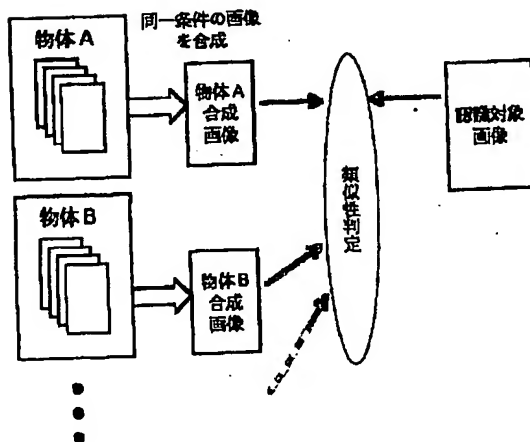 物体A
同一条件の画像
を合成
物体A
合成
画像
認識対象
画像
類似性判定
物体B
物体B
合成
画像